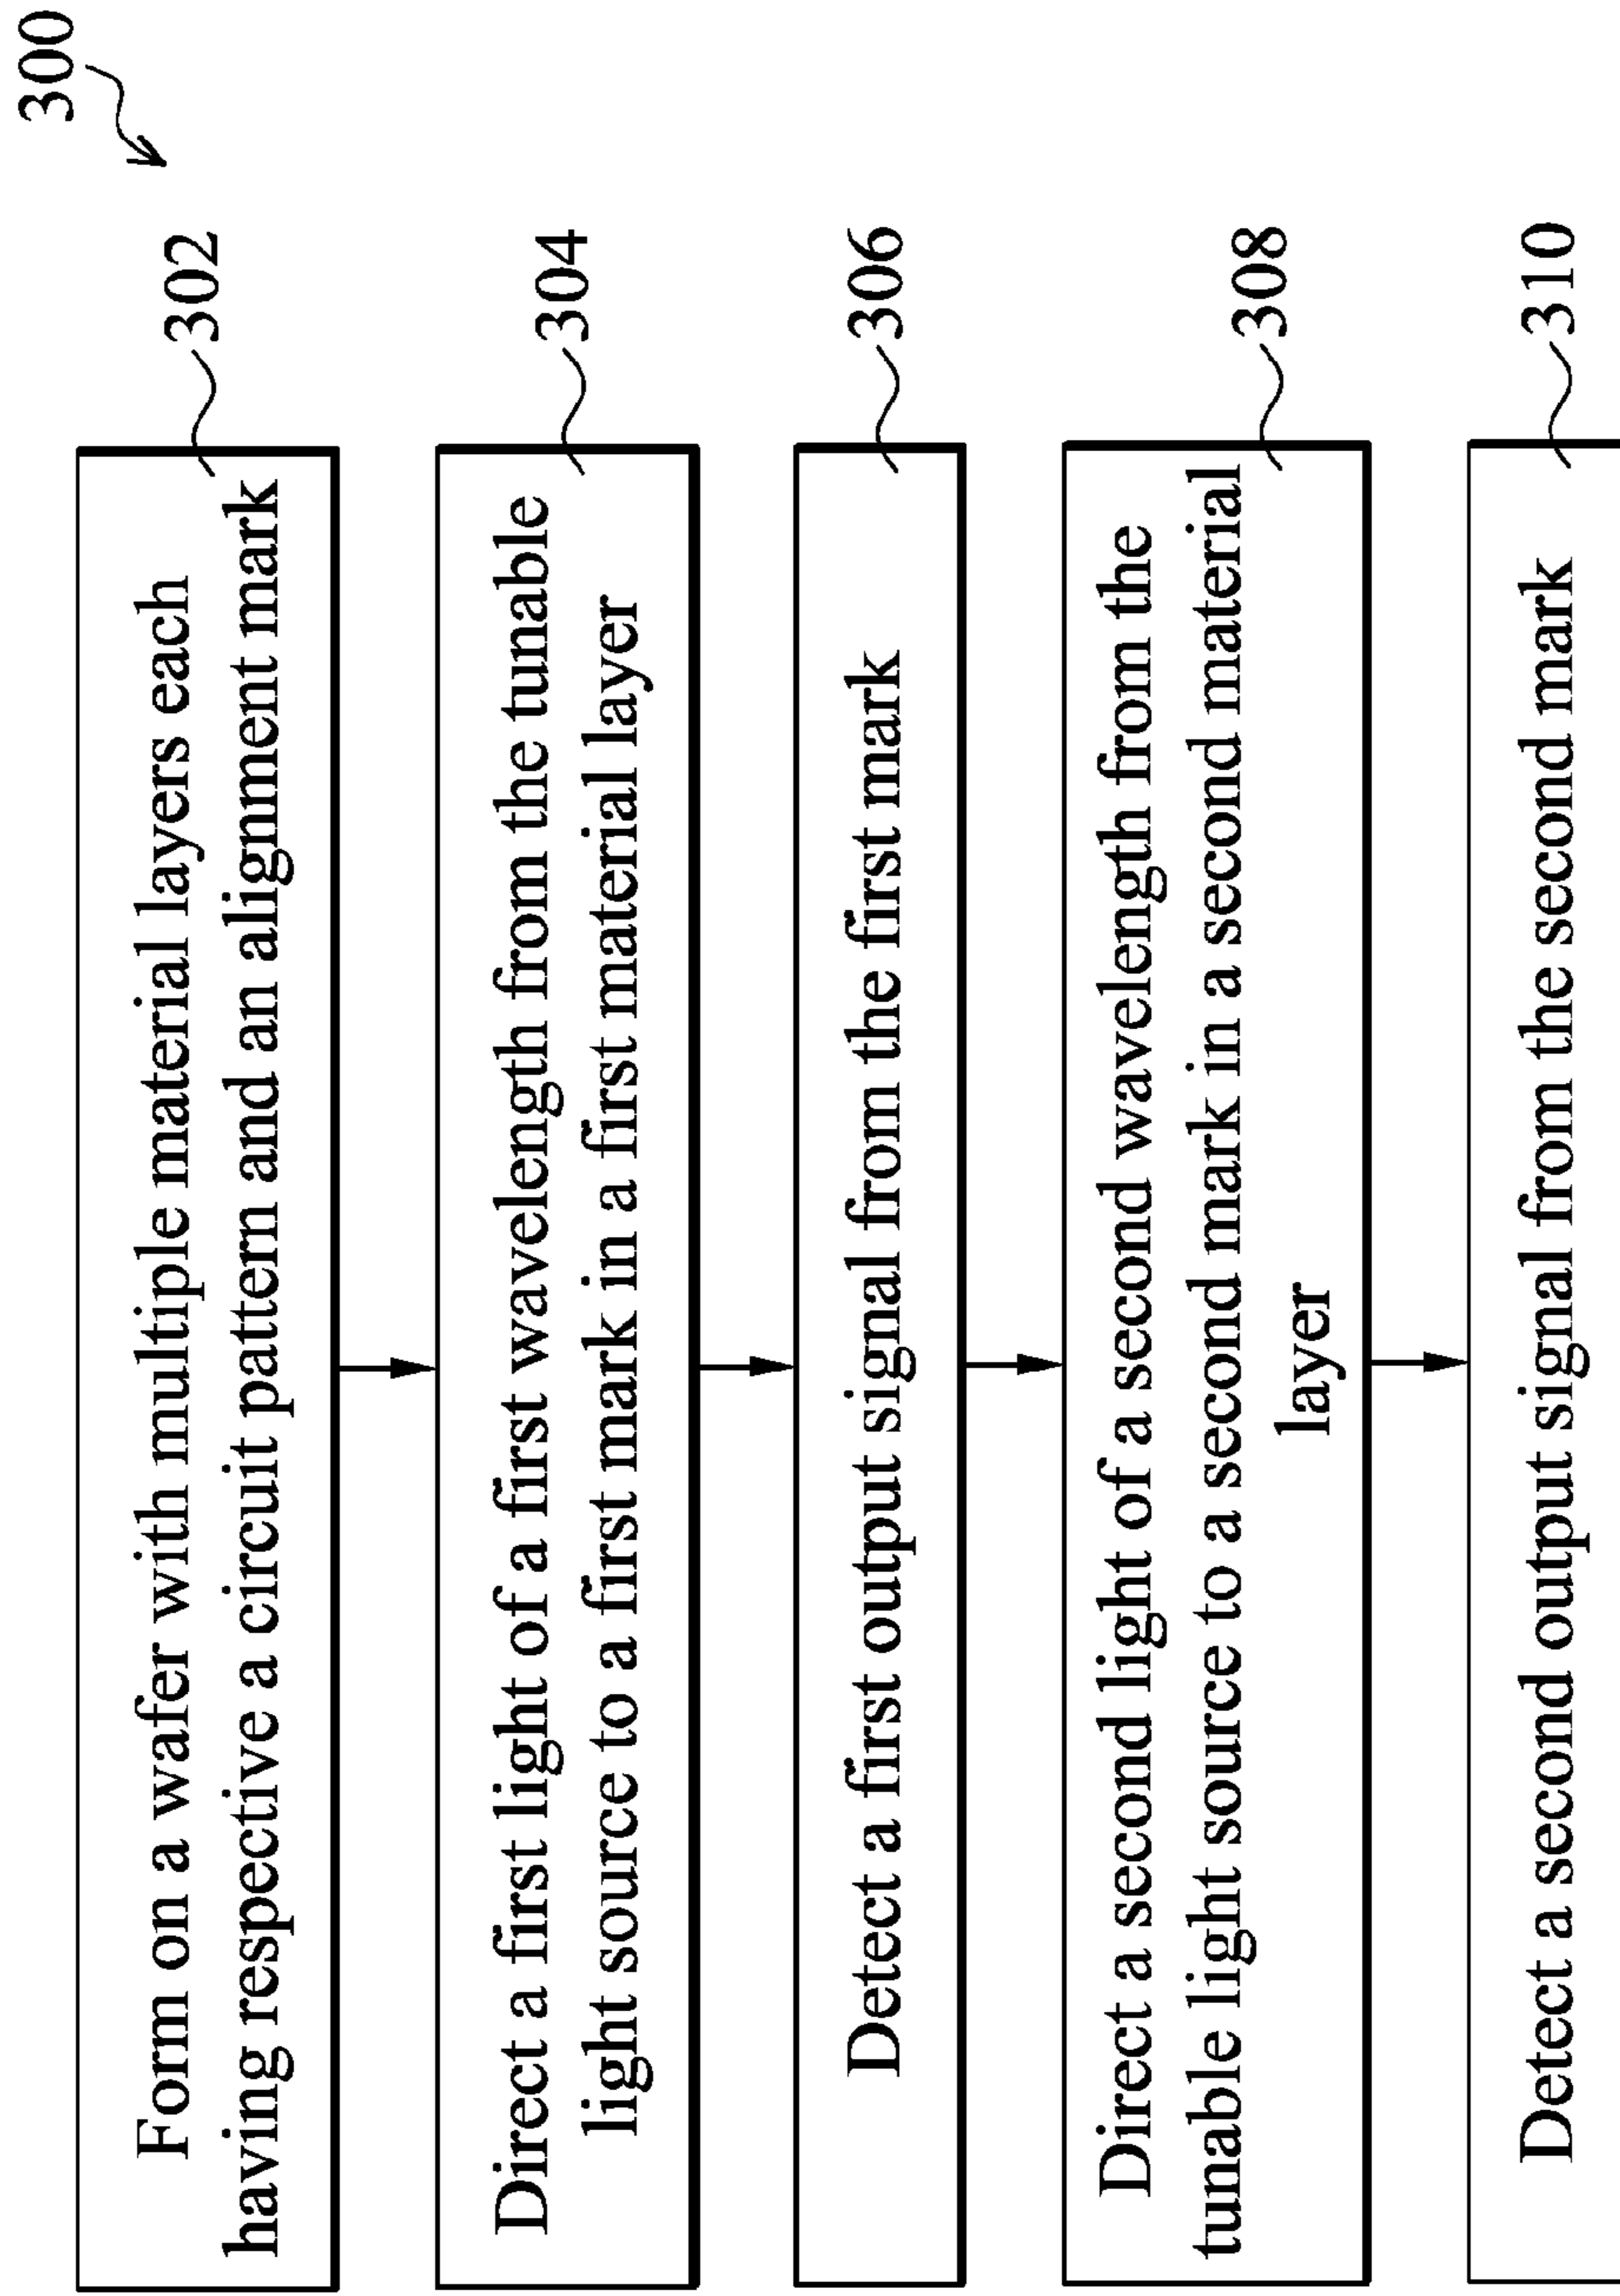 300
Form on a wafer with multiple material layers each
having respective a circuit pattern and an alignment mark
302
Direct a first light of a first wavelength from the tunable
light source to a first mark in a first material layer
304
Detect a first output signal from the first mark
306
Direct a second light of a second wavelength from the
tunable light source to a second mark in a second material
layer
308
Detect a second output signal from the second mark
310